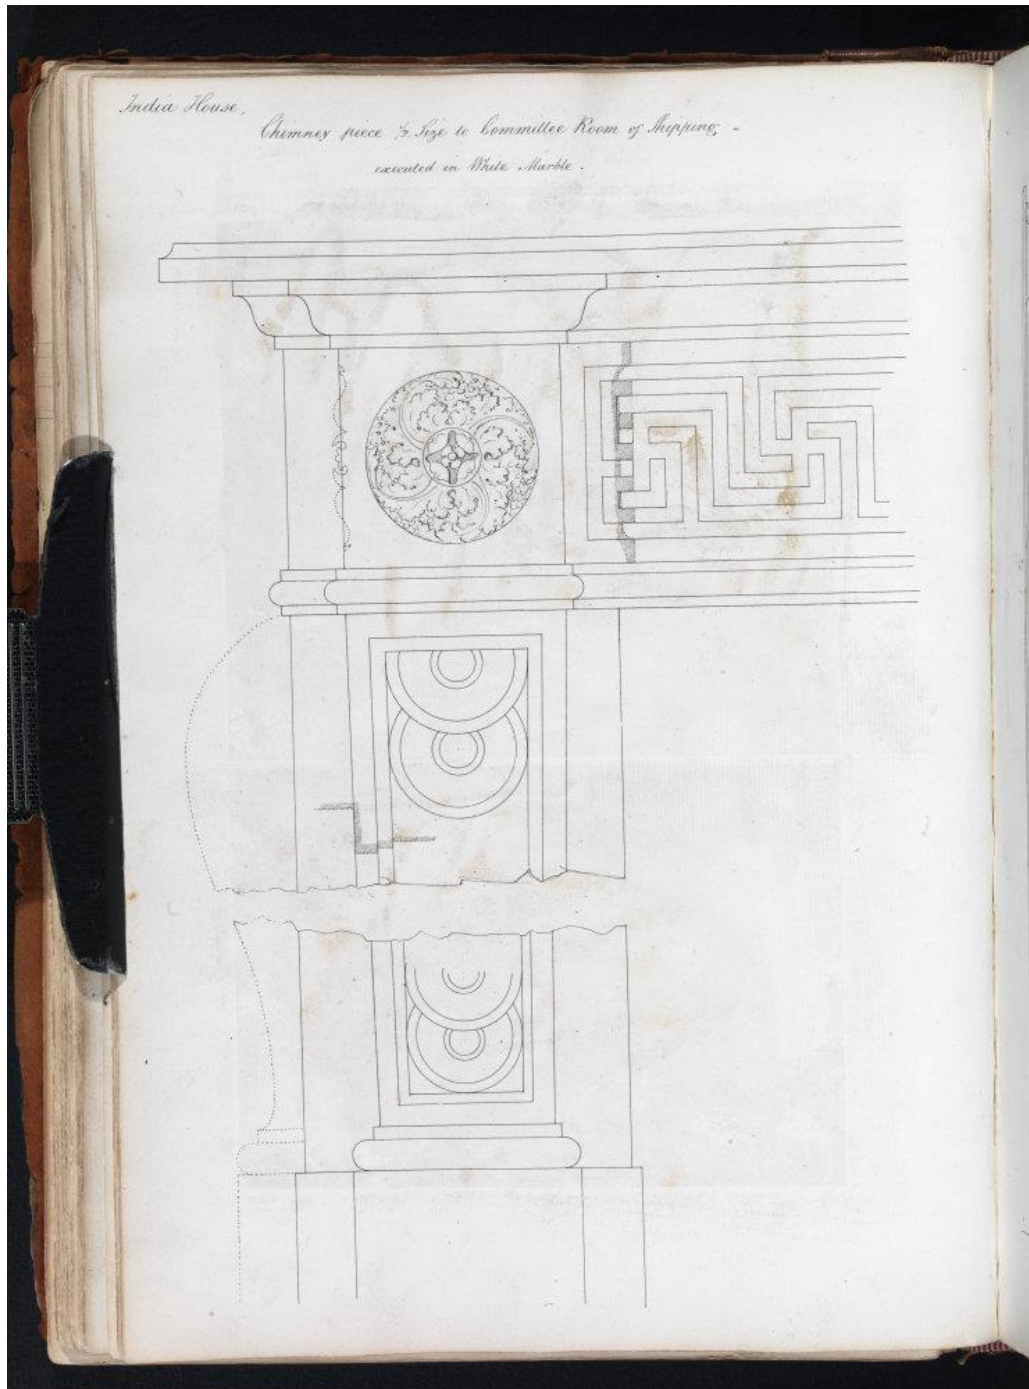 India House,
Chimney piece ½ Size to Committee Room of Shipping -
executed in White Marble.